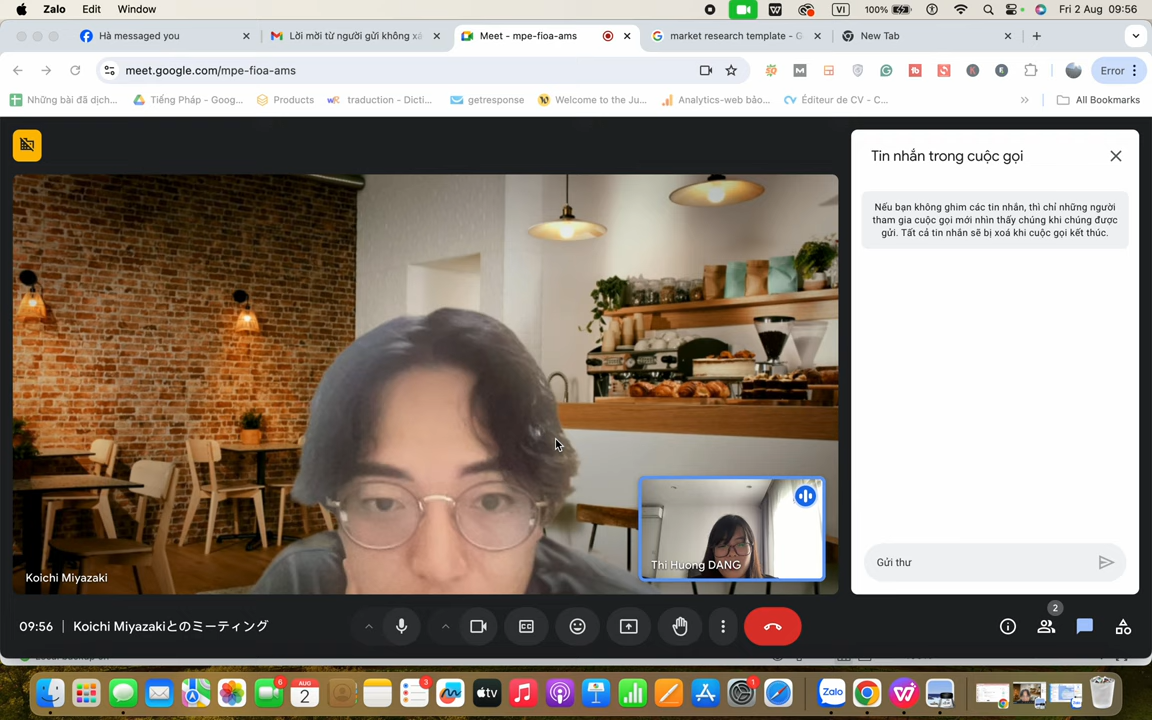 Zalo Edit Window VI 100% Fri 2 Aug 09:56
Hà messaged you
Lời mời từ người gửi không xá
Meet - mpe-fioa-ams
market research template - G
New Tab
meet.google.com/mpe-fioa-ams
Error
Những bài đã dịch...
Tiếng Pháp - Goog...
Products
traduction - Dicti...
getresponse
Welcome to the Ju...
Analytics-web bảo...
Éditeur de CV - C...
All Bookmarks
Tin nhắn trong cuộc gọi
Nếu bạn không ghim các tin nhắn, thì chỉ những người
tham gia cuộc gọi mới nhìn thấy chúng khi chúng được
gửi. Tất cả tin nhắn sẽ bị xoá khi cuộc gọi kết thúc.
Thi Huong DANG
Koichi Miyazaki
Gửi thư
2
09:56 | Koichi Miyazakiとのミーティング
6
AUG
2
3
tv
1
Zalo